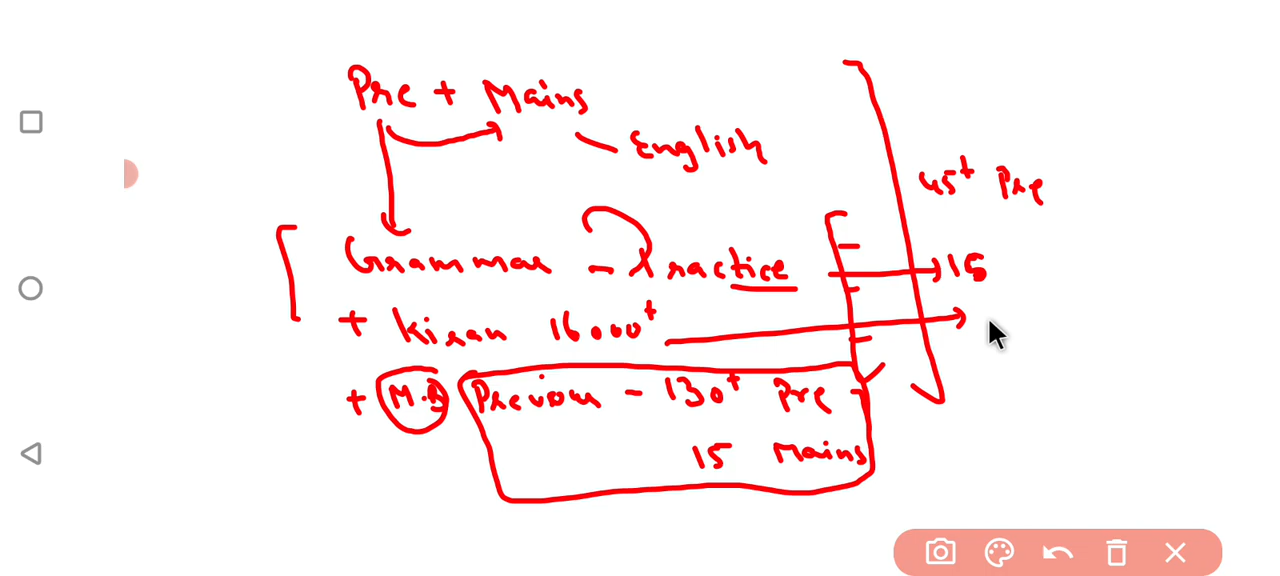 Pre + Mains
English
45+ Pre
Grammar - Practice
15
+ Kiran 16000+
+ M.B Previous - 130+ Pre
15 Mains